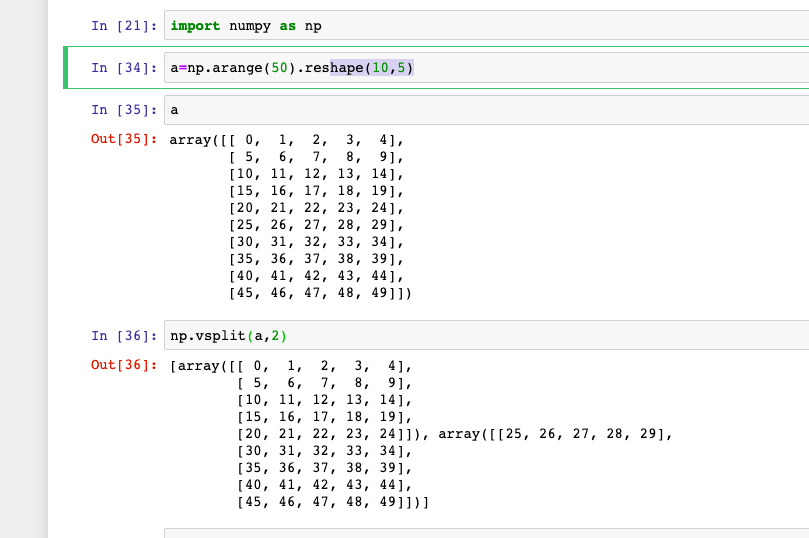 In [21]: import numpy as np
In [34]: a=np.arange(50).reshape(10,5)
In [35]: a
Out[35]: array([[ 0,  1,  2,  3,  4],
       [ 5,  6,  7,  8,  9],
       [10, 11, 12, 13, 14],
       [15, 16, 17, 18, 19],
       [20, 21, 22, 23, 24],
       [25, 26, 27, 28, 29],
       [30, 31, 32, 33, 34],
       [35, 36, 37, 38, 39],
       [40, 41, 42, 43, 44],
       [45, 46, 47, 48, 49]])
In [36]: np.vsplit(a,2)
Out[36]: [array([[ 0,  1,  2,  3,  4],
        [ 5,  6,  7,  8,  9],
        [10, 11, 12, 13, 14],
        [15, 16, 17, 18, 19],
        [20, 21, 22, 23, 24]]), array([[25, 26, 27, 28, 29],
        [30, 31, 32, 33, 34],
        [35, 36, 37, 38, 39],
        [40, 41, 42, 43, 44],
        [45, 46, 47, 48, 49]])]